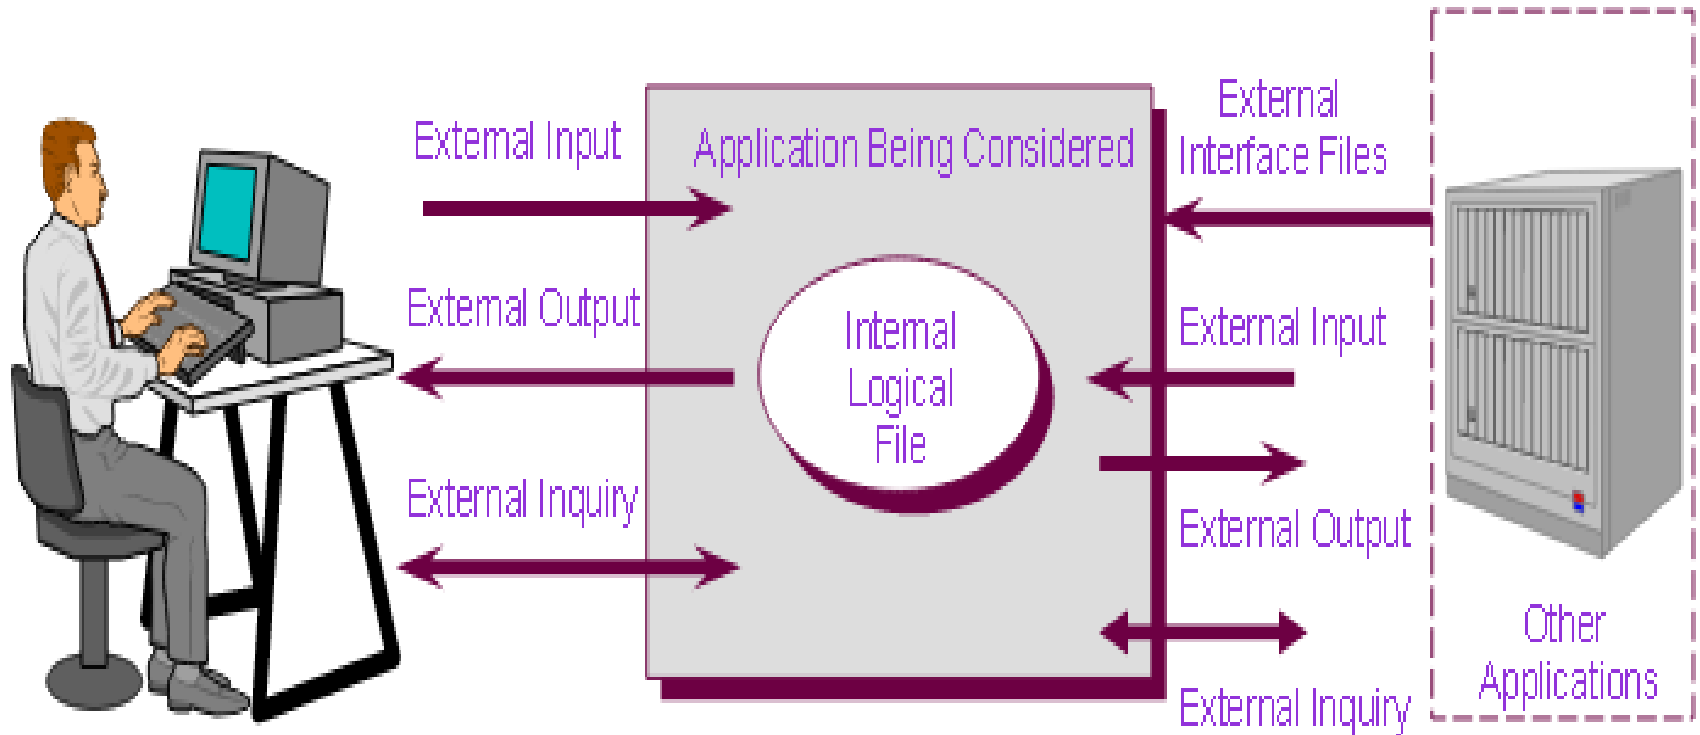 External Input
External Output
External Inquiry
Application Being Considered
Internal
Logical
File
External
Interface Files
External Input
External Output
External Inquiry
Other
Applications